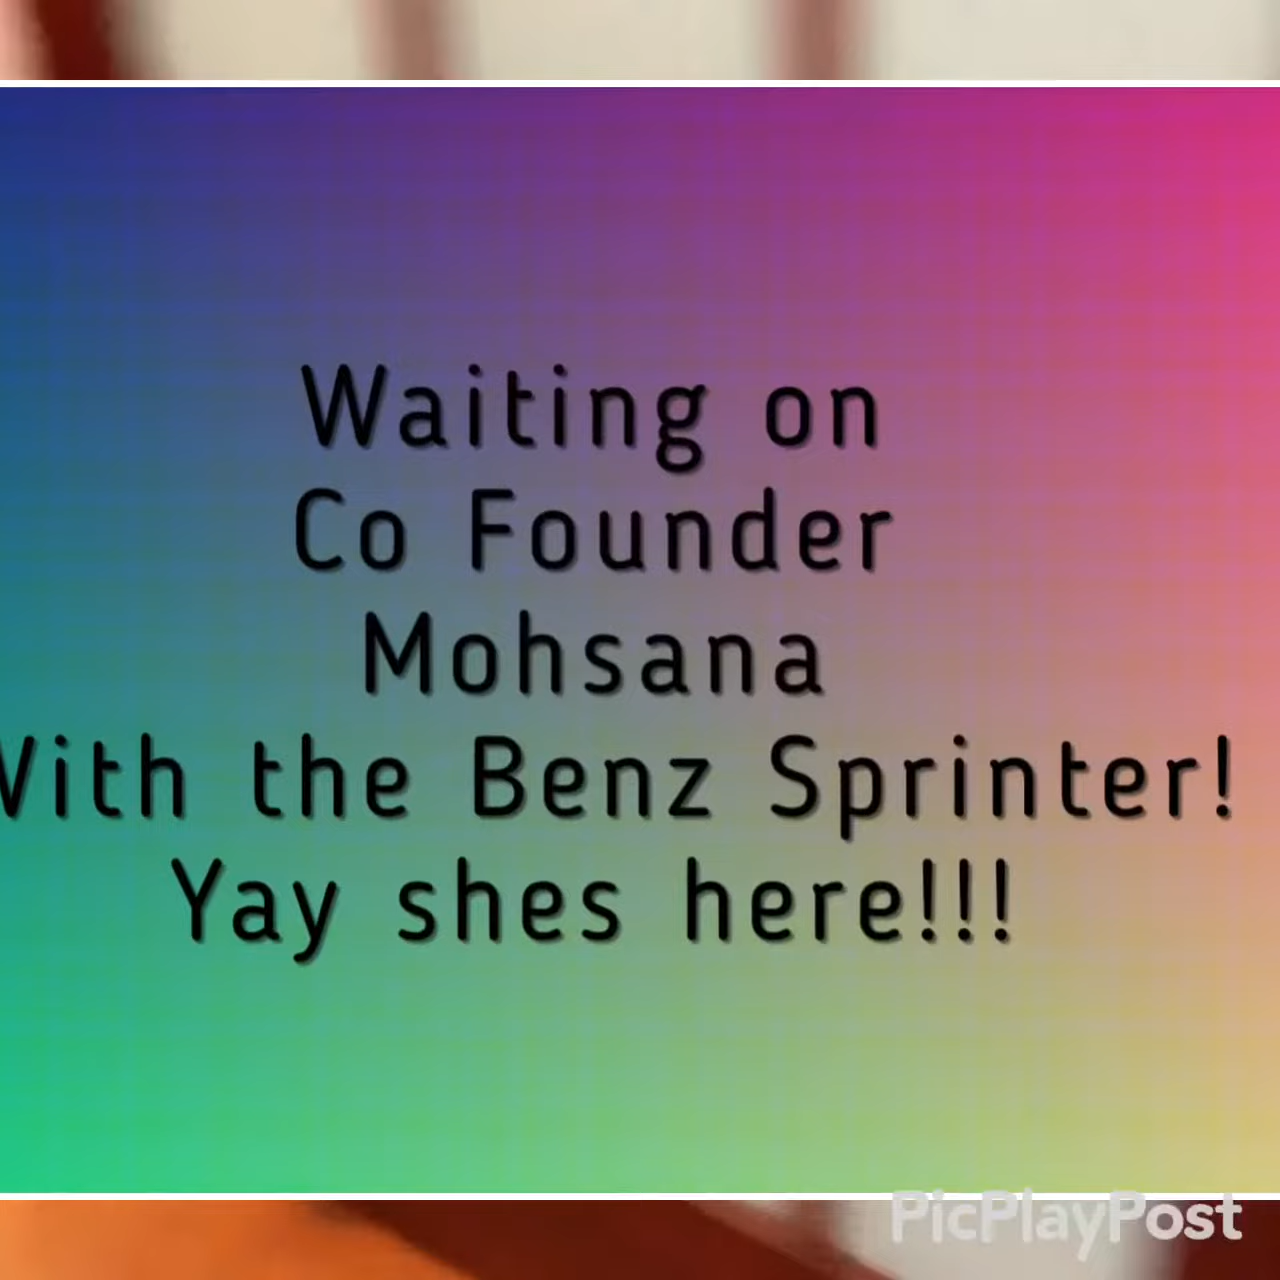 Waiting on
Co Founder
Mohsana
With the Benz Sprinter!
Yay shes here!!!
PicPlayPost